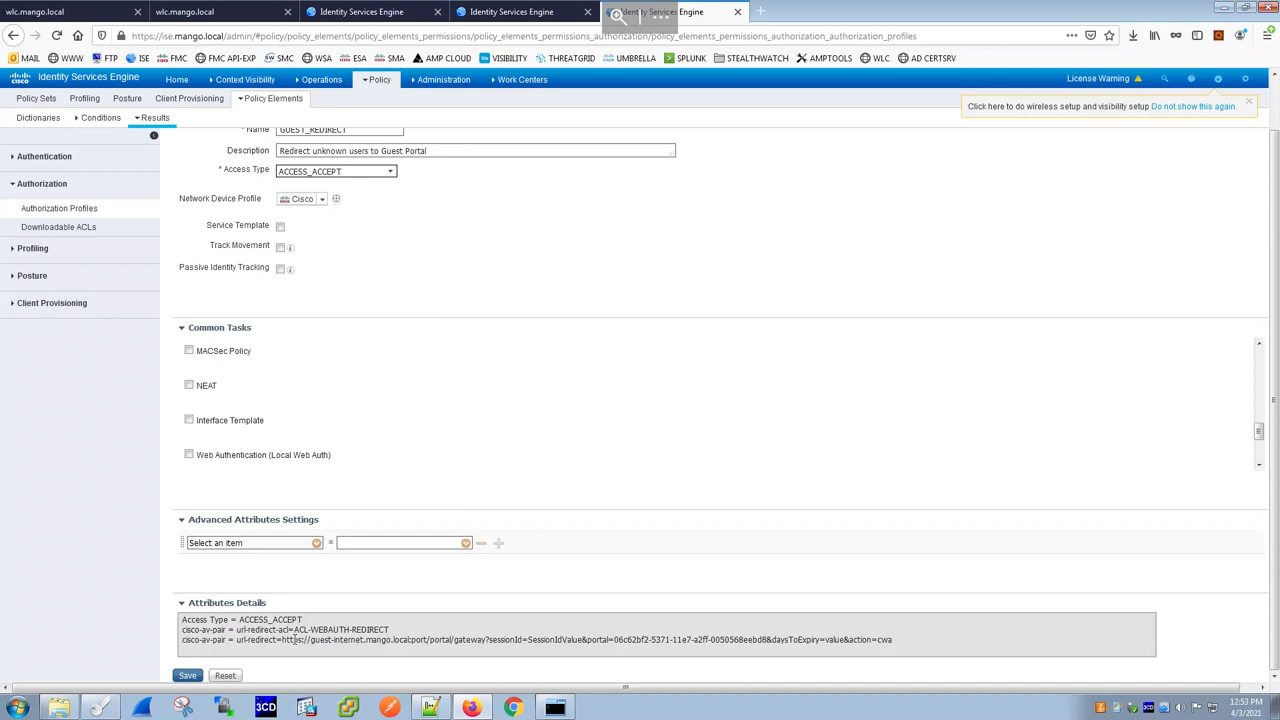 wlc.mango.local
wlc.mango.local
Identity Services Engine
Identity Services Engine
Identity Services Engine
https://ise.mango.local/admin/#policy/policy_elements/policy_elements_permissions_authorization/policy_elements_permissions_authorization_authorization_profiles
MAIL WWW FTP ISE FMC FMC API-EXP SMC WSA ESA SMA AMP CLOUD VISIBILITY THREATGRID UMBRELLA SPLUNK STEALTHWATCH AMPTOOLS WLC AD CERTSRV
cisco Identity Services Engine Home Context Visibility Operations Policy Administration Work Centers License Warning
Policy Sets Profiling Posture Client Provisioning Policy Elements
Click here to do wireless setup and visibility setup Do not show this again.
Dictionaries Conditions Results
Authentication
Authorization
Authorization Profiles
Downloadable ACLs
Profiling
Posture
Client Provisioning
* Name GUEST_REDIRECT
Description Redirect unknown users to Guest Portal
* Access Type ACCESS_ACCEPT
Network Device Profile Cisco
Service Template
Track Movement
Passive Identity Tracking
Common Tasks
MACSec Policy
NEAT
Interface Template
Web Authentication (Local Web Auth)
Advanced Attributes Settings
Select an item =
Attributes Details
Access Type = ACCESS_ACCEPT
cisco-av-pair = url-redirect-acl=ACL-WEBAUTH-REDIRECT
cisco-av-pair = url-redirect=https://guest-internet.mango.local:port/portal/gateway?sessionId=SessionIdValue&portal=06c62bf2-5371-11e7-a2ff-0050568eebd8&daysToExpiry=value&action=cwa
Save Reset
3CD
12:53 PM
4/3/2021